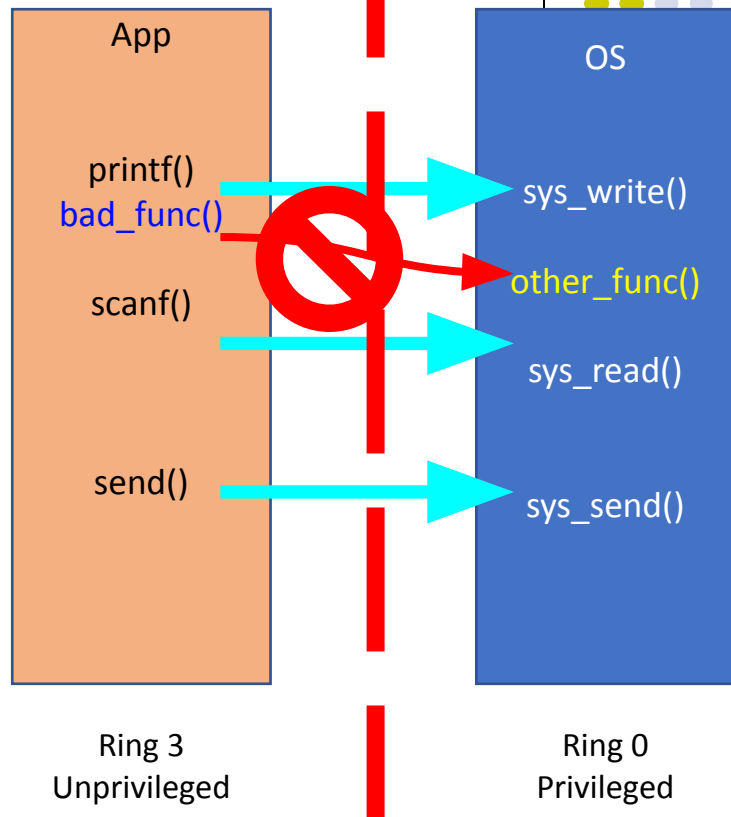 App
printf()
bad_func()
scanf()
send()
Ring 3
Unprivileged
OS
sys_write()
other_func()
sys_read()
sys_send()
Ring 0
Privileged